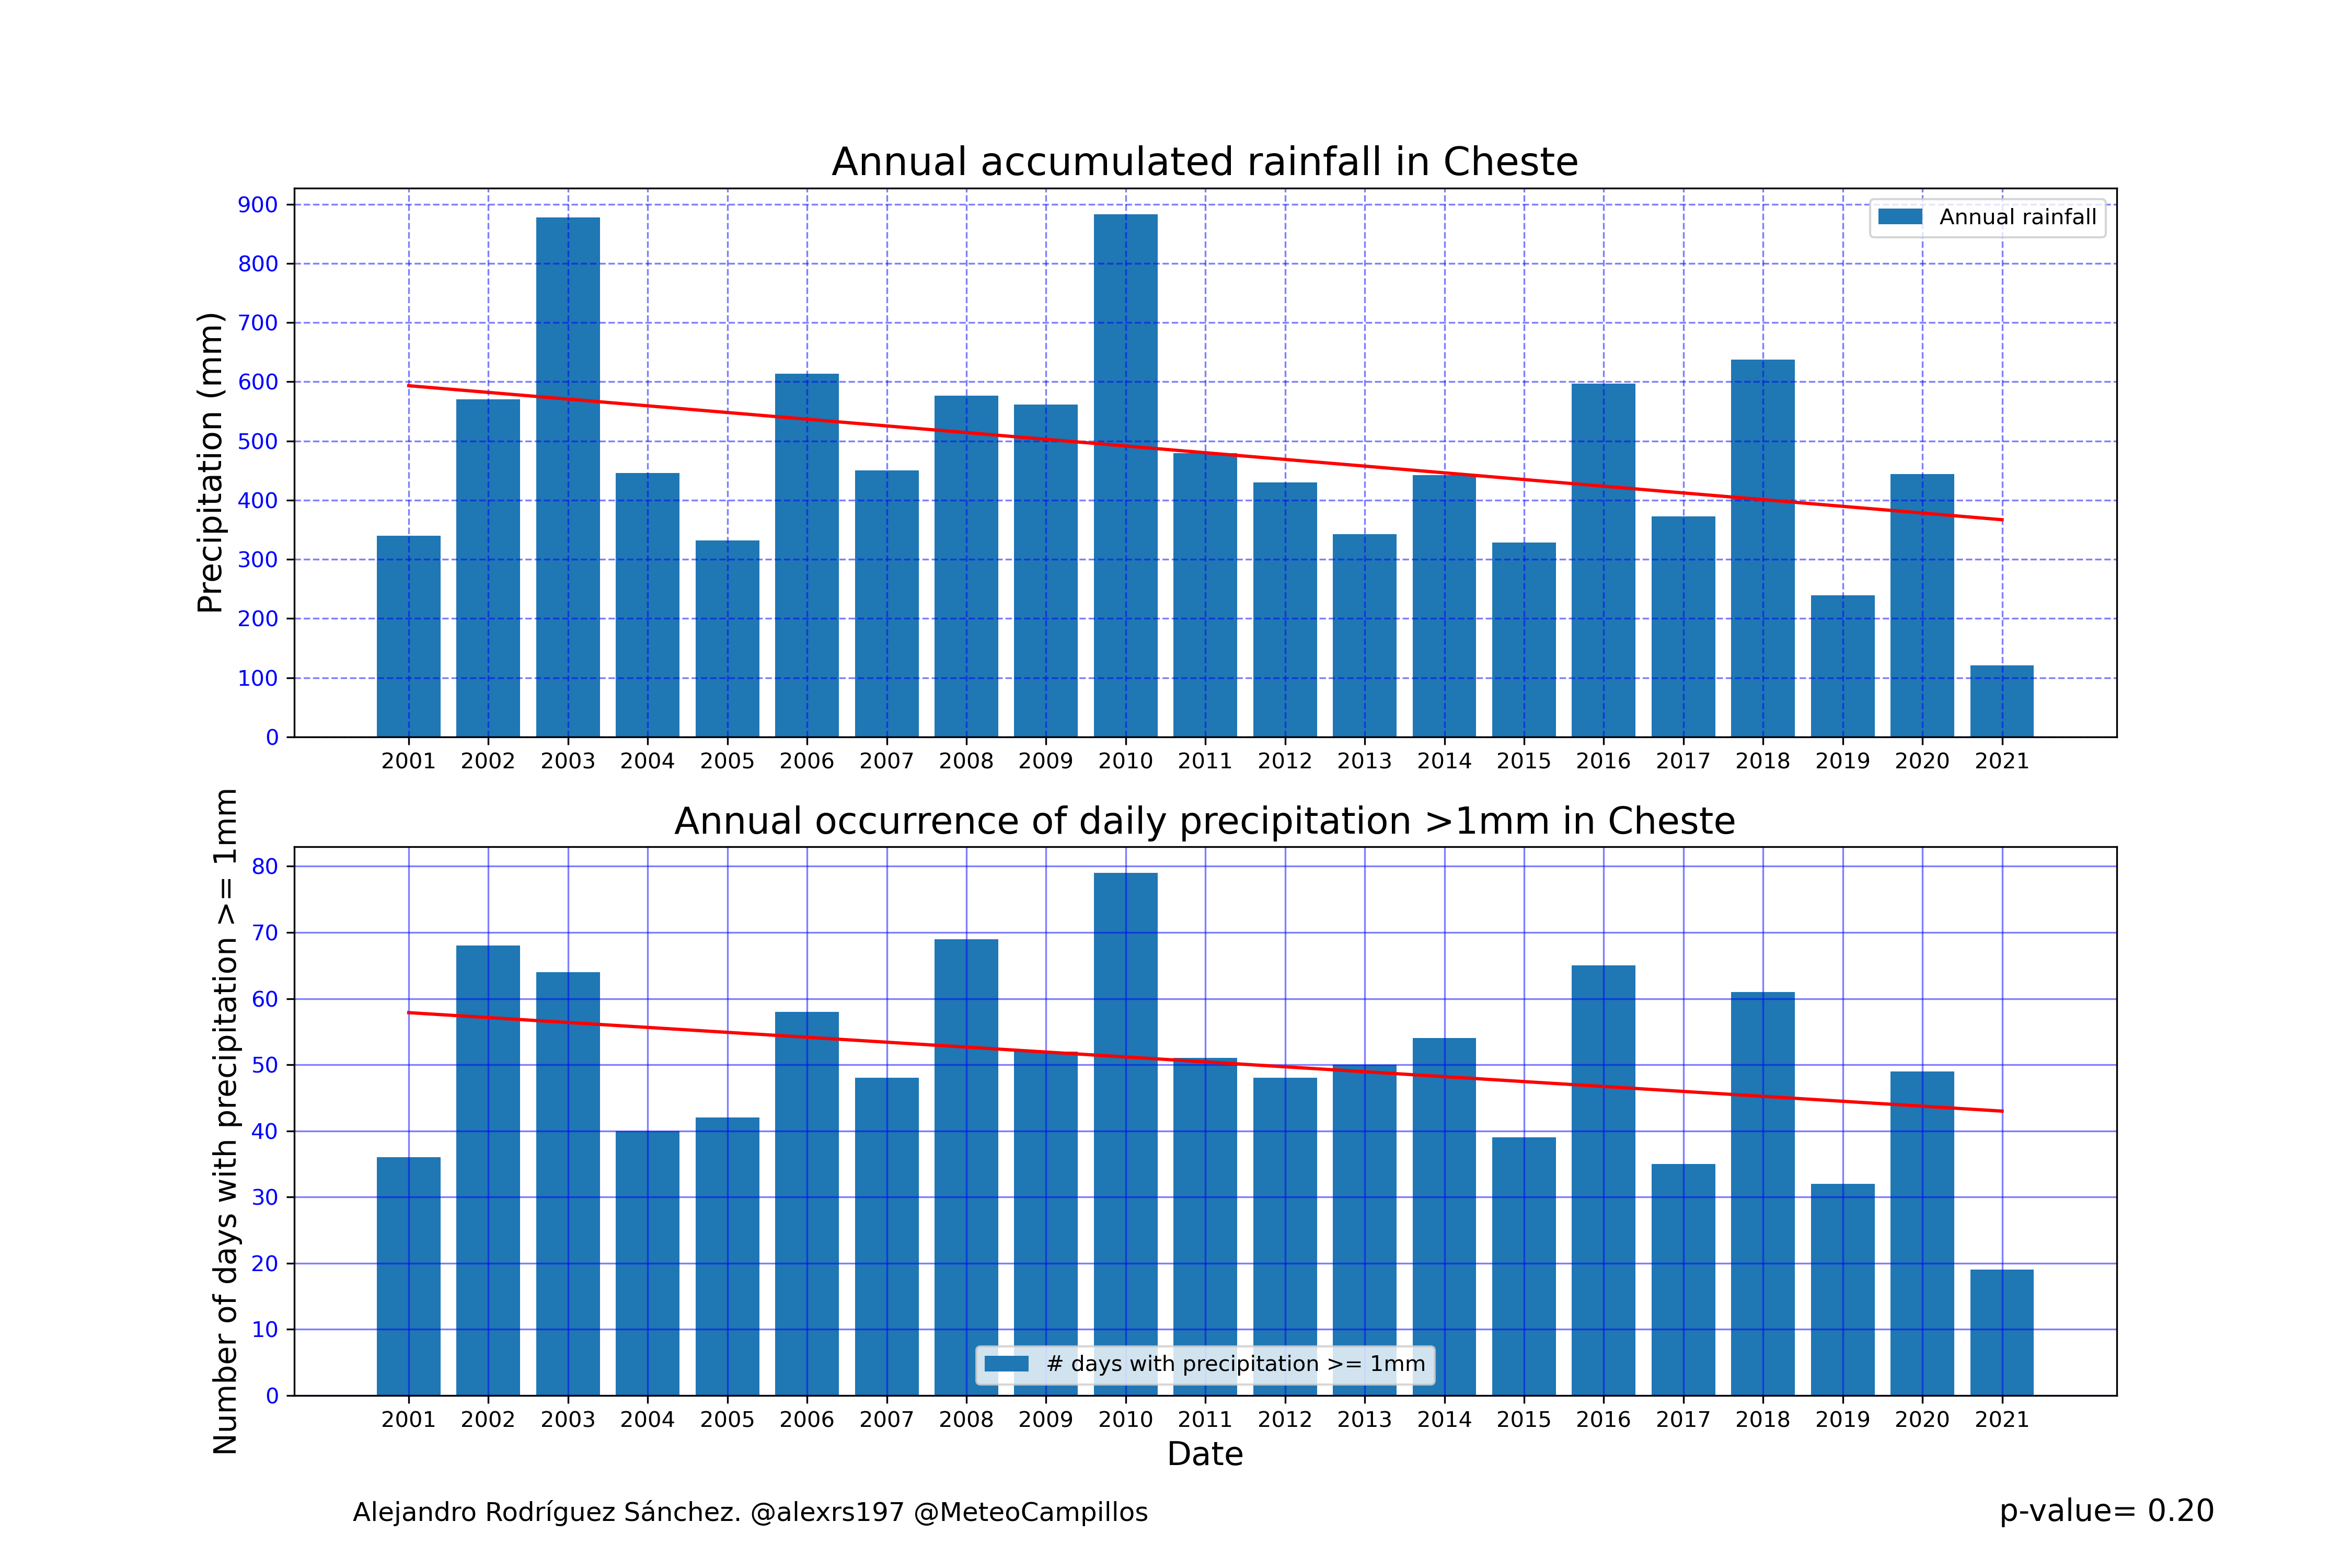 Annual accumulated rainfall in Cheste
Precipitation (mm)
900
800
700
600
500
400
300
200
100
0
Annual rainfall
2001 2002 2003 2004 2005 2006 2007 2008 2009 2010 2011 2012 2013 2014 2015 2016 2017 2018 2019 2020 2021
Annual occurrence of daily precipitation >1mm in Cheste
Number of days with precipitation >= 1mm
80
70
60
50
40
30
20
10
0
# days with precipitation >= 1mm
2001 2002 2003 2004 2005 2006 2007 2008 2009 2010 2011 2012 2013 2014 2015 2016 2017 2018 2019 2020 2021
Date
Alejandro Rodríguez Sánchez. @alexrs197 @MeteoCampillos
p-value= 0.20